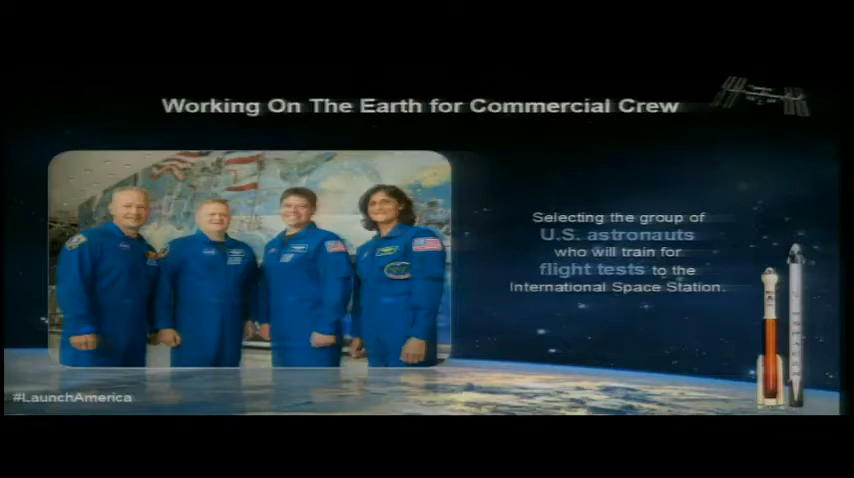 Working On The Earth for Commercial Crew
Selecting the group of
U.S. astronauts
who will train for
flight tests to the
International Space Station.
#LaunchAmerica